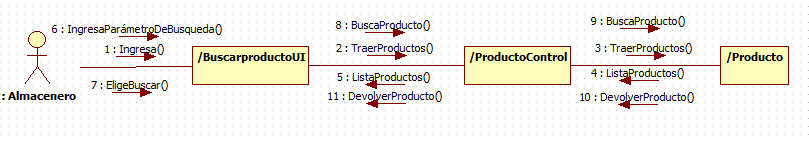 6 : IngresaParámetroDeBusqueda()
1 : Ingresa()
7 : EligeBuscar()
: Almacenero
/BuscarproductoUI
8 : BuscaProducto()
2 : TraerProductos()
5 : ListaProductos()
11 : DevolverProducto()
/ProductoControl
9 : BuscaProducto()
3 : TraerProductos()
4 : ListaProductos()
10 : DevolverProducto()
/Producto